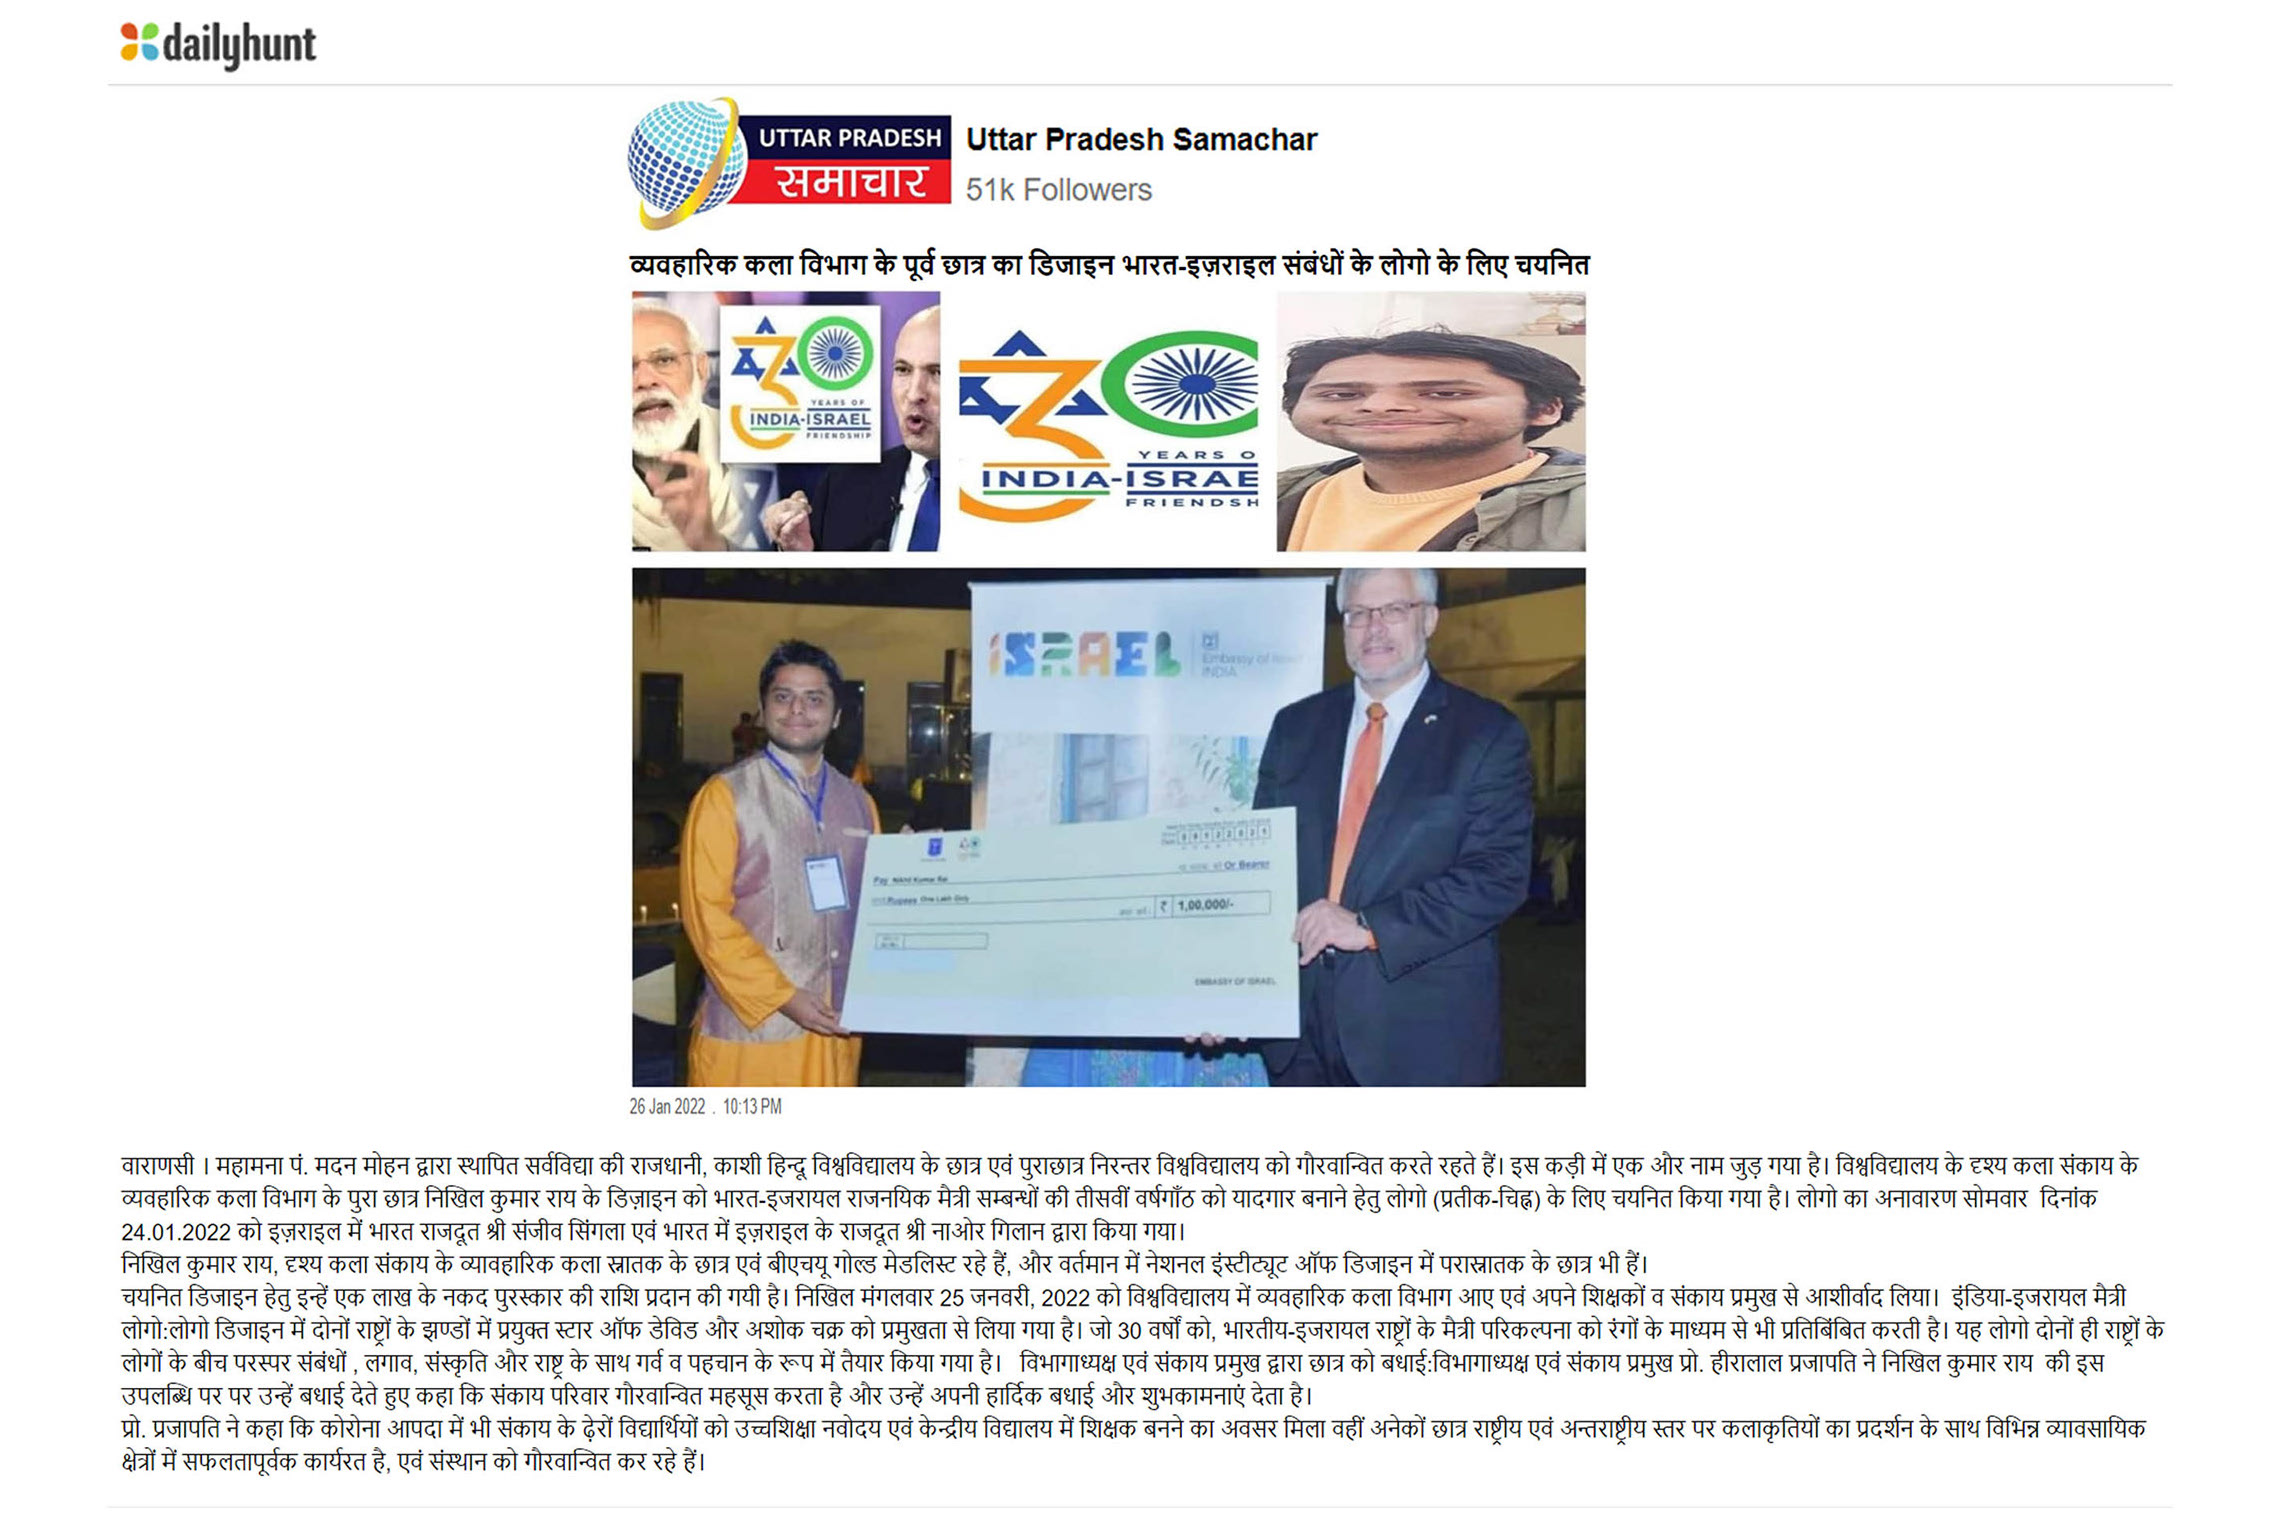 dailyhunt
UTTAR PRADESH
समाचार
Uttar Pradesh Samachar
51k Followers
व्यवहारिक कला विभाग के पूर्व छात्र का डिजाइन भारत-इज़राइल संबंधों के लोगो के लिए चयनित
30
YEARS OF
INDIA-ISRAEL
FRIENDSHIP
30
YEARS O
INDIA-ISRAE
FRIENDSH
ISRAEL
Embassy of
INDIA
Or Bearer
Pay Nikhil Kumar Rai
Rupees One Lakh Only
₹ 1,00,000/-
EMBASSY OF ISRAEL
26 Jan 2022 . 10:13 PM
वाराणसी । महामना पं. मदन मोहन द्वारा स्थापित सर्वविद्या की राजधानी, काशी हिन्दू विश्वविद्यालय के छात्र एवं पुराछात्र निरन्तर विश्वविद्यालय को गौरवान्वित करते रहते हैं। इस कड़ी में एक और नाम जुड़ गया है। विश्वविद्यालय के दृश्य कला संकाय के
व्यवहारिक कला विभाग के पुरा छात्र निखिल कुमार राय के डिज़ाइन को भारत-इजरायल राजनयिक मैत्री सम्बन्धों की तीसवीं वर्षगाँठ को यादगार बनाने हेतु लोगो (प्रतीक-चिह्न) के लिए चयनित किया गया है। लोगो का अनावारण सोमवार दिनांक
24.01.2022 को इज़राइल में भारत राजदूत श्री संजीव सिंगला एवं भारत में इज़राइल के राजदूत श्री नाओर गिलान द्वारा किया गया।
निखिल कुमार राय, दृश्य कला संकाय के व्यावहारिक कला स्नातक के छात्र एवं बीएचयू गोल्ड मेडलिस्ट रहे हैं, और वर्तमान में नेशनल इंस्टीट्यूट ऑफ डिजाइन में परास्नातक के छात्र भी हैं।
चयनित डिजाइन हेतु इन्हें एक लाख के नकद पुरस्कार की राशि प्रदान की गयी है। निखिल मंगलवार 25 जनवरी, 2022 को विश्वविद्यालय में व्यवहारिक कला विभाग आए एवं अपने शिक्षकों व संकाय प्रमुख से आशीर्वाद लिया। इंडिया-इजरायल मैत्री
लोगो:लोगो डिजाइन में दोनों राष्ट्रों के झण्डों में प्रयुक्त स्टार ऑफ डेविड और अशोक चक्र को प्रमुखता से लिया गया है। जो 30 वर्षों को, भारतीय-इजरायल राष्ट्रों के मैत्री परिकल्पना को रंगों के माध्यम से भी प्रतिबिंबित करती है। यह लोगो दोनों ही राष्ट्रों के
लोगों के बीच परस्पर संबंधों , लगाव, संस्कृति और राष्ट्र के साथ गर्व व पहचान के रूप में तैयार किया गया है। विभागाध्यक्ष एवं संकाय प्रमुख द्वारा छात्र को बधाई:विभागाध्यक्ष एवं संकाय प्रमुख प्रो. हीरालाल प्रजापति ने निखिल कुमार राय की इस
उपलब्धि पर पर उन्हें बधाई देते हुए कहा कि संकाय परिवार गौरवान्वित महसूस करता है और उन्हें अपनी हार्दिक बधाई और शुभकामनाएं देता है।
प्रो. प्रजापति ने कहा कि कोरोना आपदा में भी संकाय के ढ़ेरों विद्यार्थियों को उच्चशिक्षा नवोदय एवं केन्द्रीय विद्यालय में शिक्षक बनने का अवसर मिला वहीं अनेकों छात्र राष्ट्रीय एवं अन्तराष्ट्रीय स्तर पर कलाकृतियों का प्रदर्शन के साथ विभिन्न व्यावसायिक
क्षेत्रों में सफलतापूर्वक कार्यरत है, एवं संस्थान को गौरवान्वित कर रहे हैं।